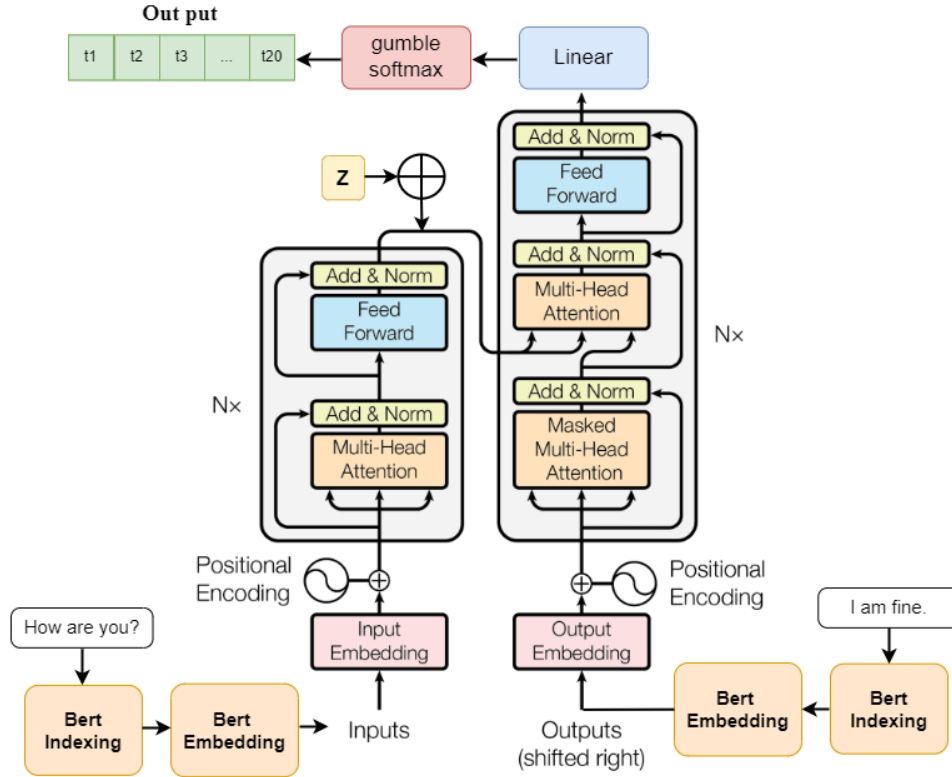 Out put
t1 t2 t3 ... t20
gumble
softmax
Linear
Z
Add & Norm
Feed
Forward
Add & Norm
Multi-Head
Attention
Nx
Add & Norm
Masked
Multi-Head
Attention
Add & Norm
Feed
Forward
Nx
Add & Norm
Multi-Head
Attention
Positional
Encoding
Positional
Encoding
Input
Embedding
Output
Embedding
How are you?
I am fine.
Bert
Indexing
Bert
Embedding
Inputs
Outputs
(shifted right)
Bert
Embedding
Bert
Indexing